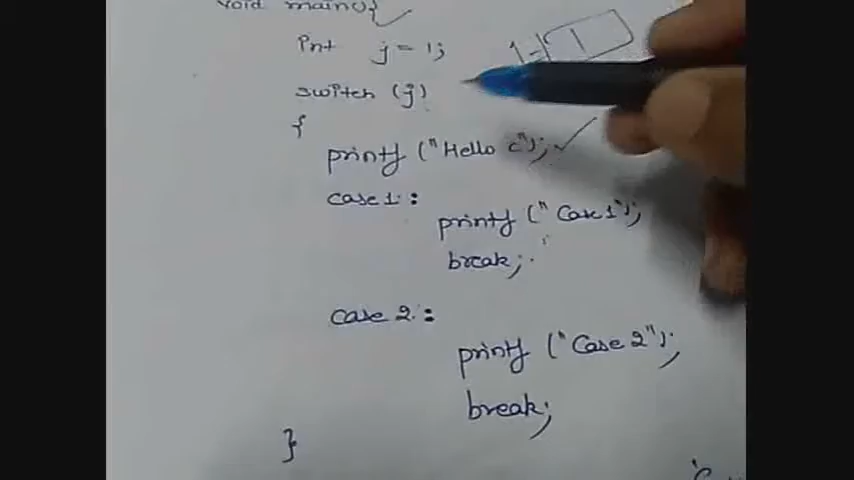 void main(){
int j = 1;
switch (j)
{
printf ("Hello c");
case 1 :
printf ("Case 1");
break;
case 2 :
printf ("Case 2");
break;
}